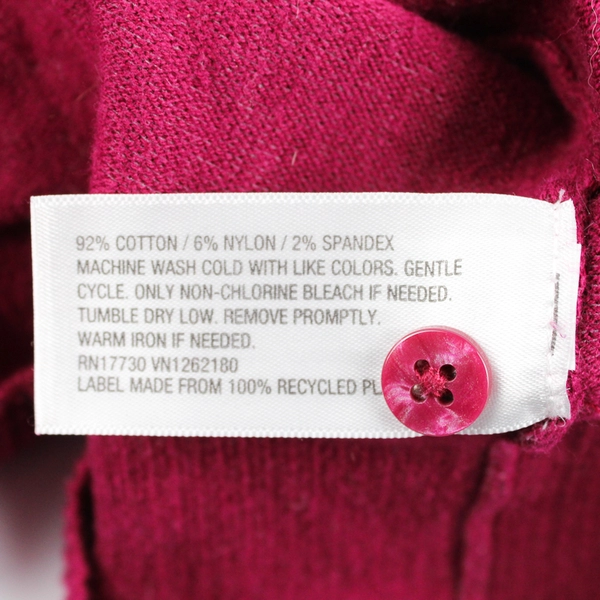 92% COTTON / 6% NYLON / 2% SPANDEX
MACHINE WASH COLD WITH LIKE COLORS. GENTLE
CYCLE. ONLY NON-CHLORINE BLEACH IF NEEDED.
TUMBLE DRY LOW. REMOVE PROMPTLY.
WARM IRON IF NEEDED.
RN17730 VN1262180
LABEL MADE FROM 100% RECYCLED